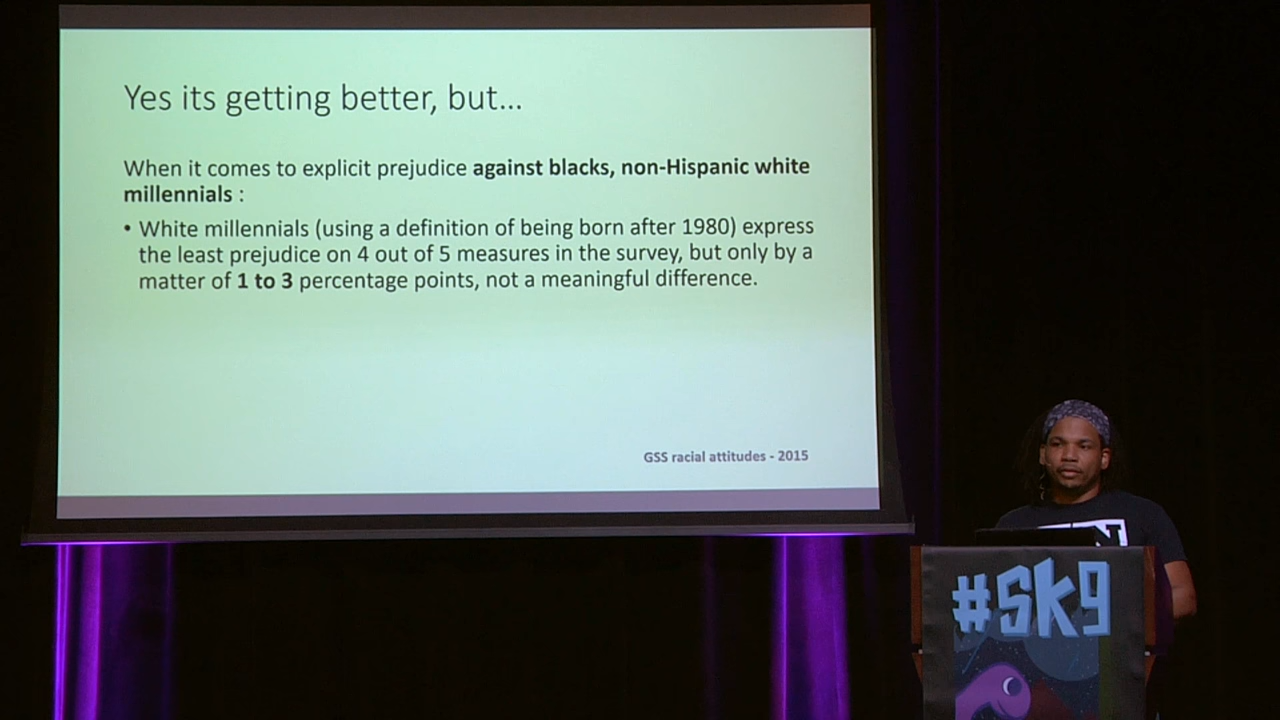 Yes its getting better, but...
When it comes to explicit prejudice against blacks, non-Hispanic white
millennials :
• White millennials (using a definition of being born after 1980) express
the least prejudice on 4 out of 5 measures in the survey, but only by a
matter of 1 to 3 percentage points, not a meaningful difference.
GSS racial attitudes - 2015
#SK9